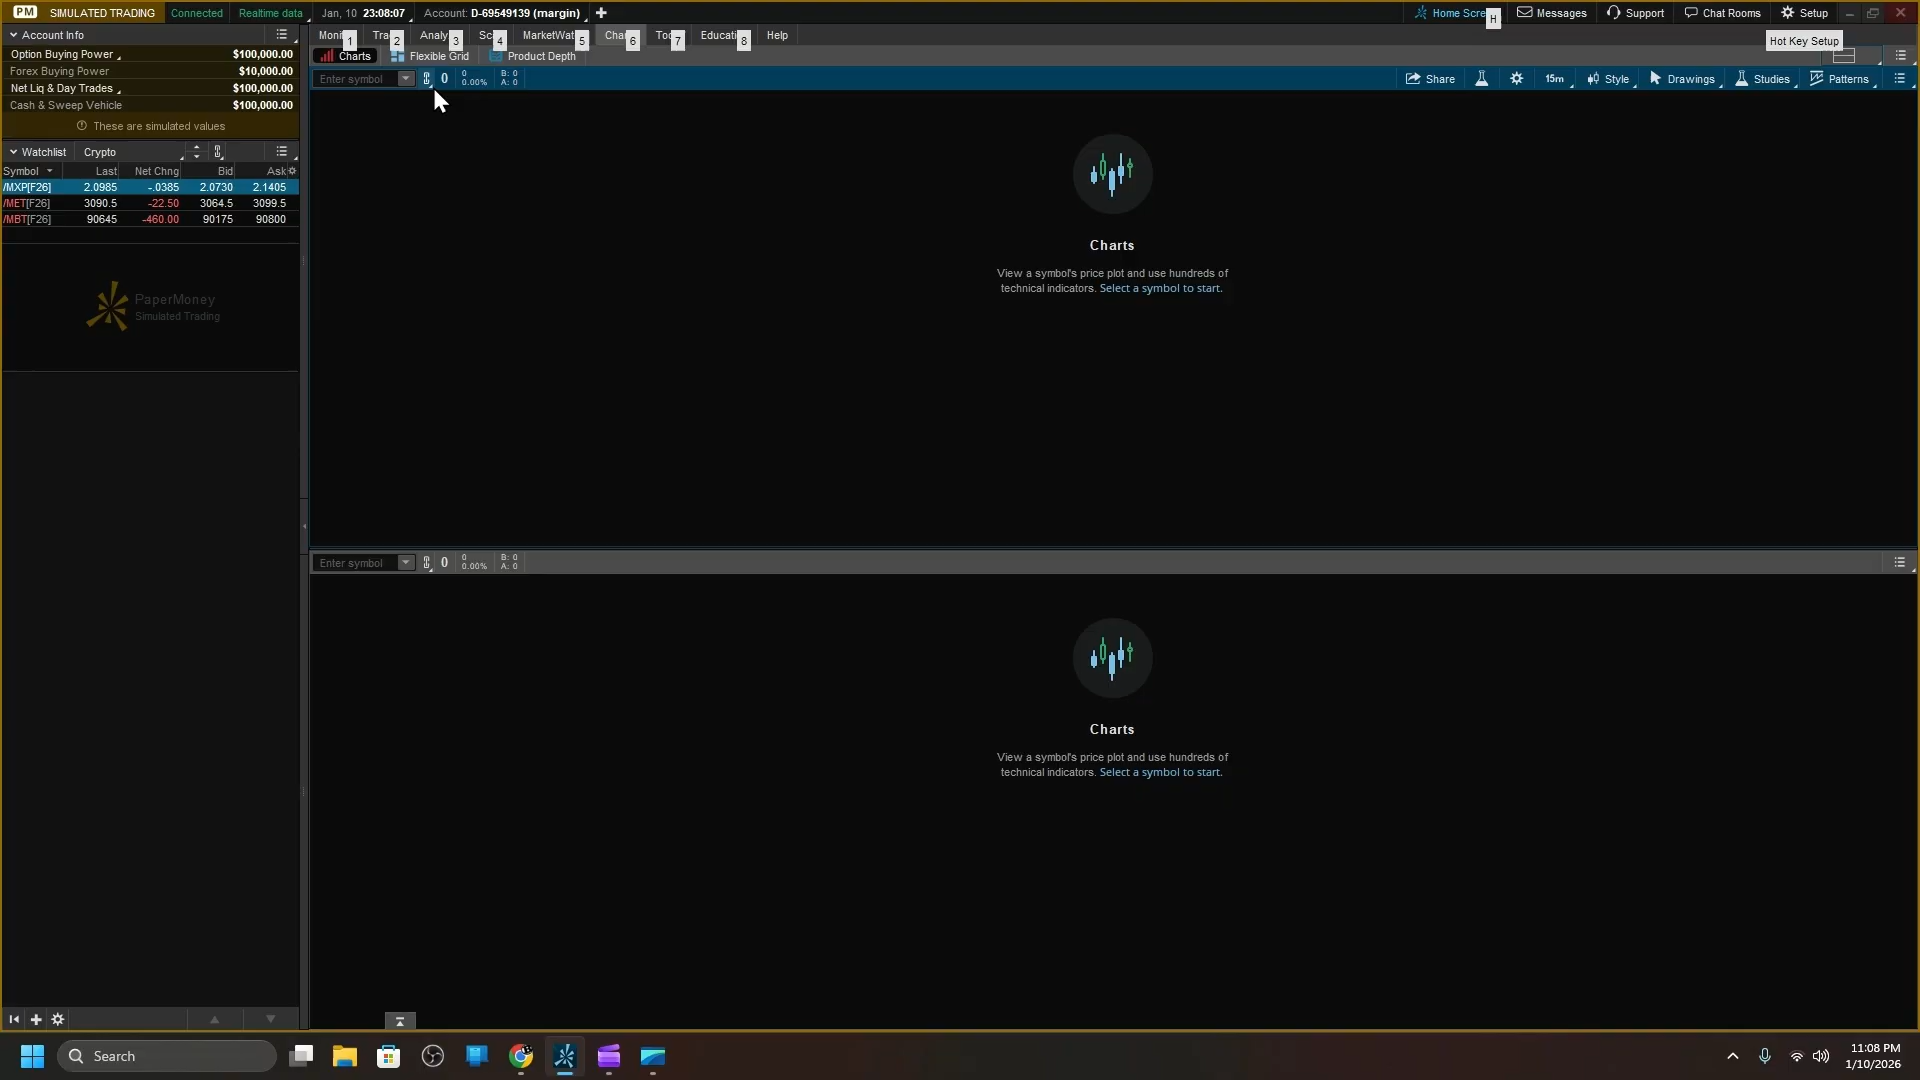 PM SIMULATED TRADING Connected Realtime data Jan, 10 23:08:07 Account: D-69549139 (margin) Messages Support Chat Rooms Setup
Home Scre H
Account Info
Moni 1 Tra 2 Analy 3 Sc 4 MarketWat 5 Cha 6 To 7 Educati 8 Help
Hot Key Setup
Option Buying Power $100,000.00
Charts Flexible Grid Product Depth
Forex Buying Power $10,000.00
Enter symbol 0 0 0.00% B: 0 A: 0 Share 15m Style Drawings Studies Patterns
Net Liq & Day Trades $100,000.00
Cash & Sweep Vehicle $100,000.00
These are simulated values
Watchlist Crypto
Symbol Last Net Chng Bid Ask
/MXP[F26] 2.0985 -.0385 2.0730 2.1405
/MET[F26] 3090.5 -22.50 3064.5 3099.5
/MBT[F26] 90645 -460.00 90175 90800
PaperMoney
Simulated Trading
Charts
View a symbol's price plot and use hundreds of
technical indicators. Select a symbol to start.
Enter symbol 0 0 0.00% B: 0 A: 0
Charts
View a symbol's price plot and use hundreds of
technical indicators. Select a symbol to start.
Search
11:08 PM
1/10/2026